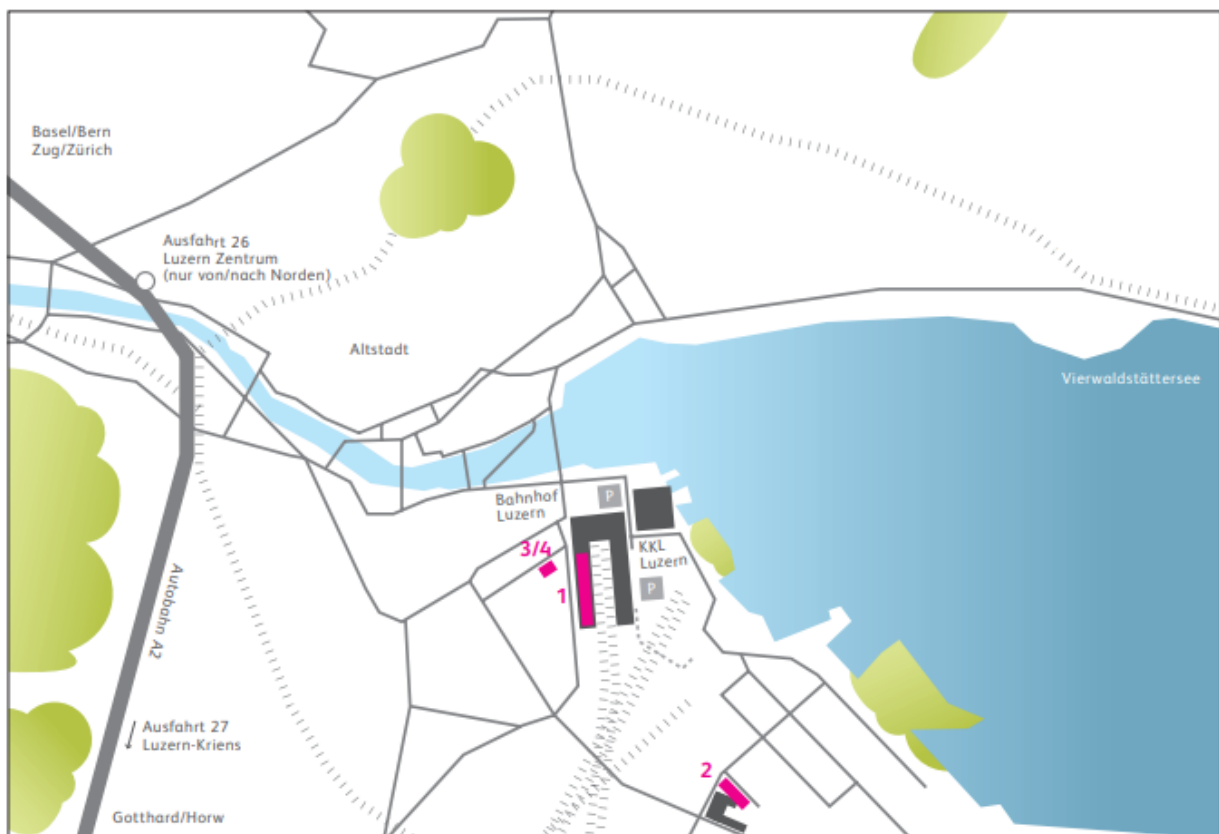 Basel/Bern
Zug/Zürich
Ausfahrt 26
Luzern Zentrum
(nur von/nach Norden)
Altstadt
Vierwaldstättersee
Bahnhof
Luzern
P
3/4
KKL
Luzern
1
P
Autobahn A2
Ausfahrt 27
Luzern-Kriens
2
Gotthard/Horw